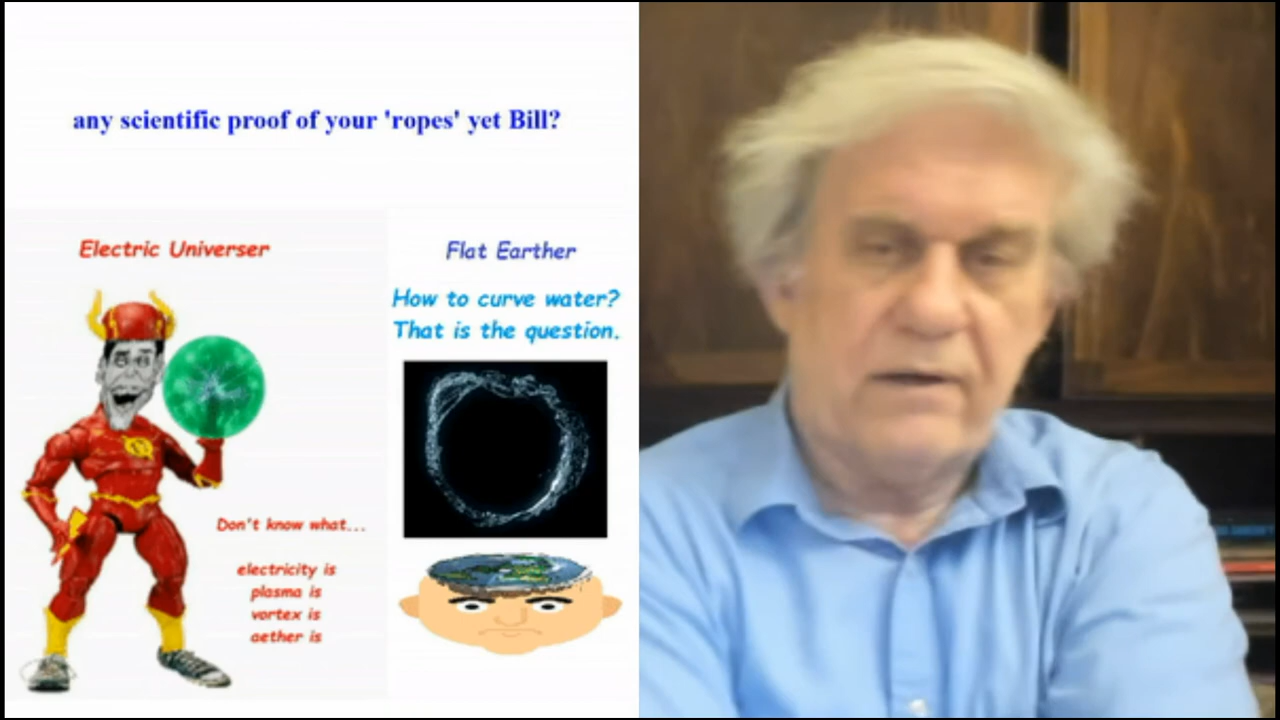 any scientific proof of your 'ropes' yet Bill?
Electric Universer
Flat Earther
How to curve water?
That is the question.
Don't know what...
electricity is
plasma is
vortex is
aether is